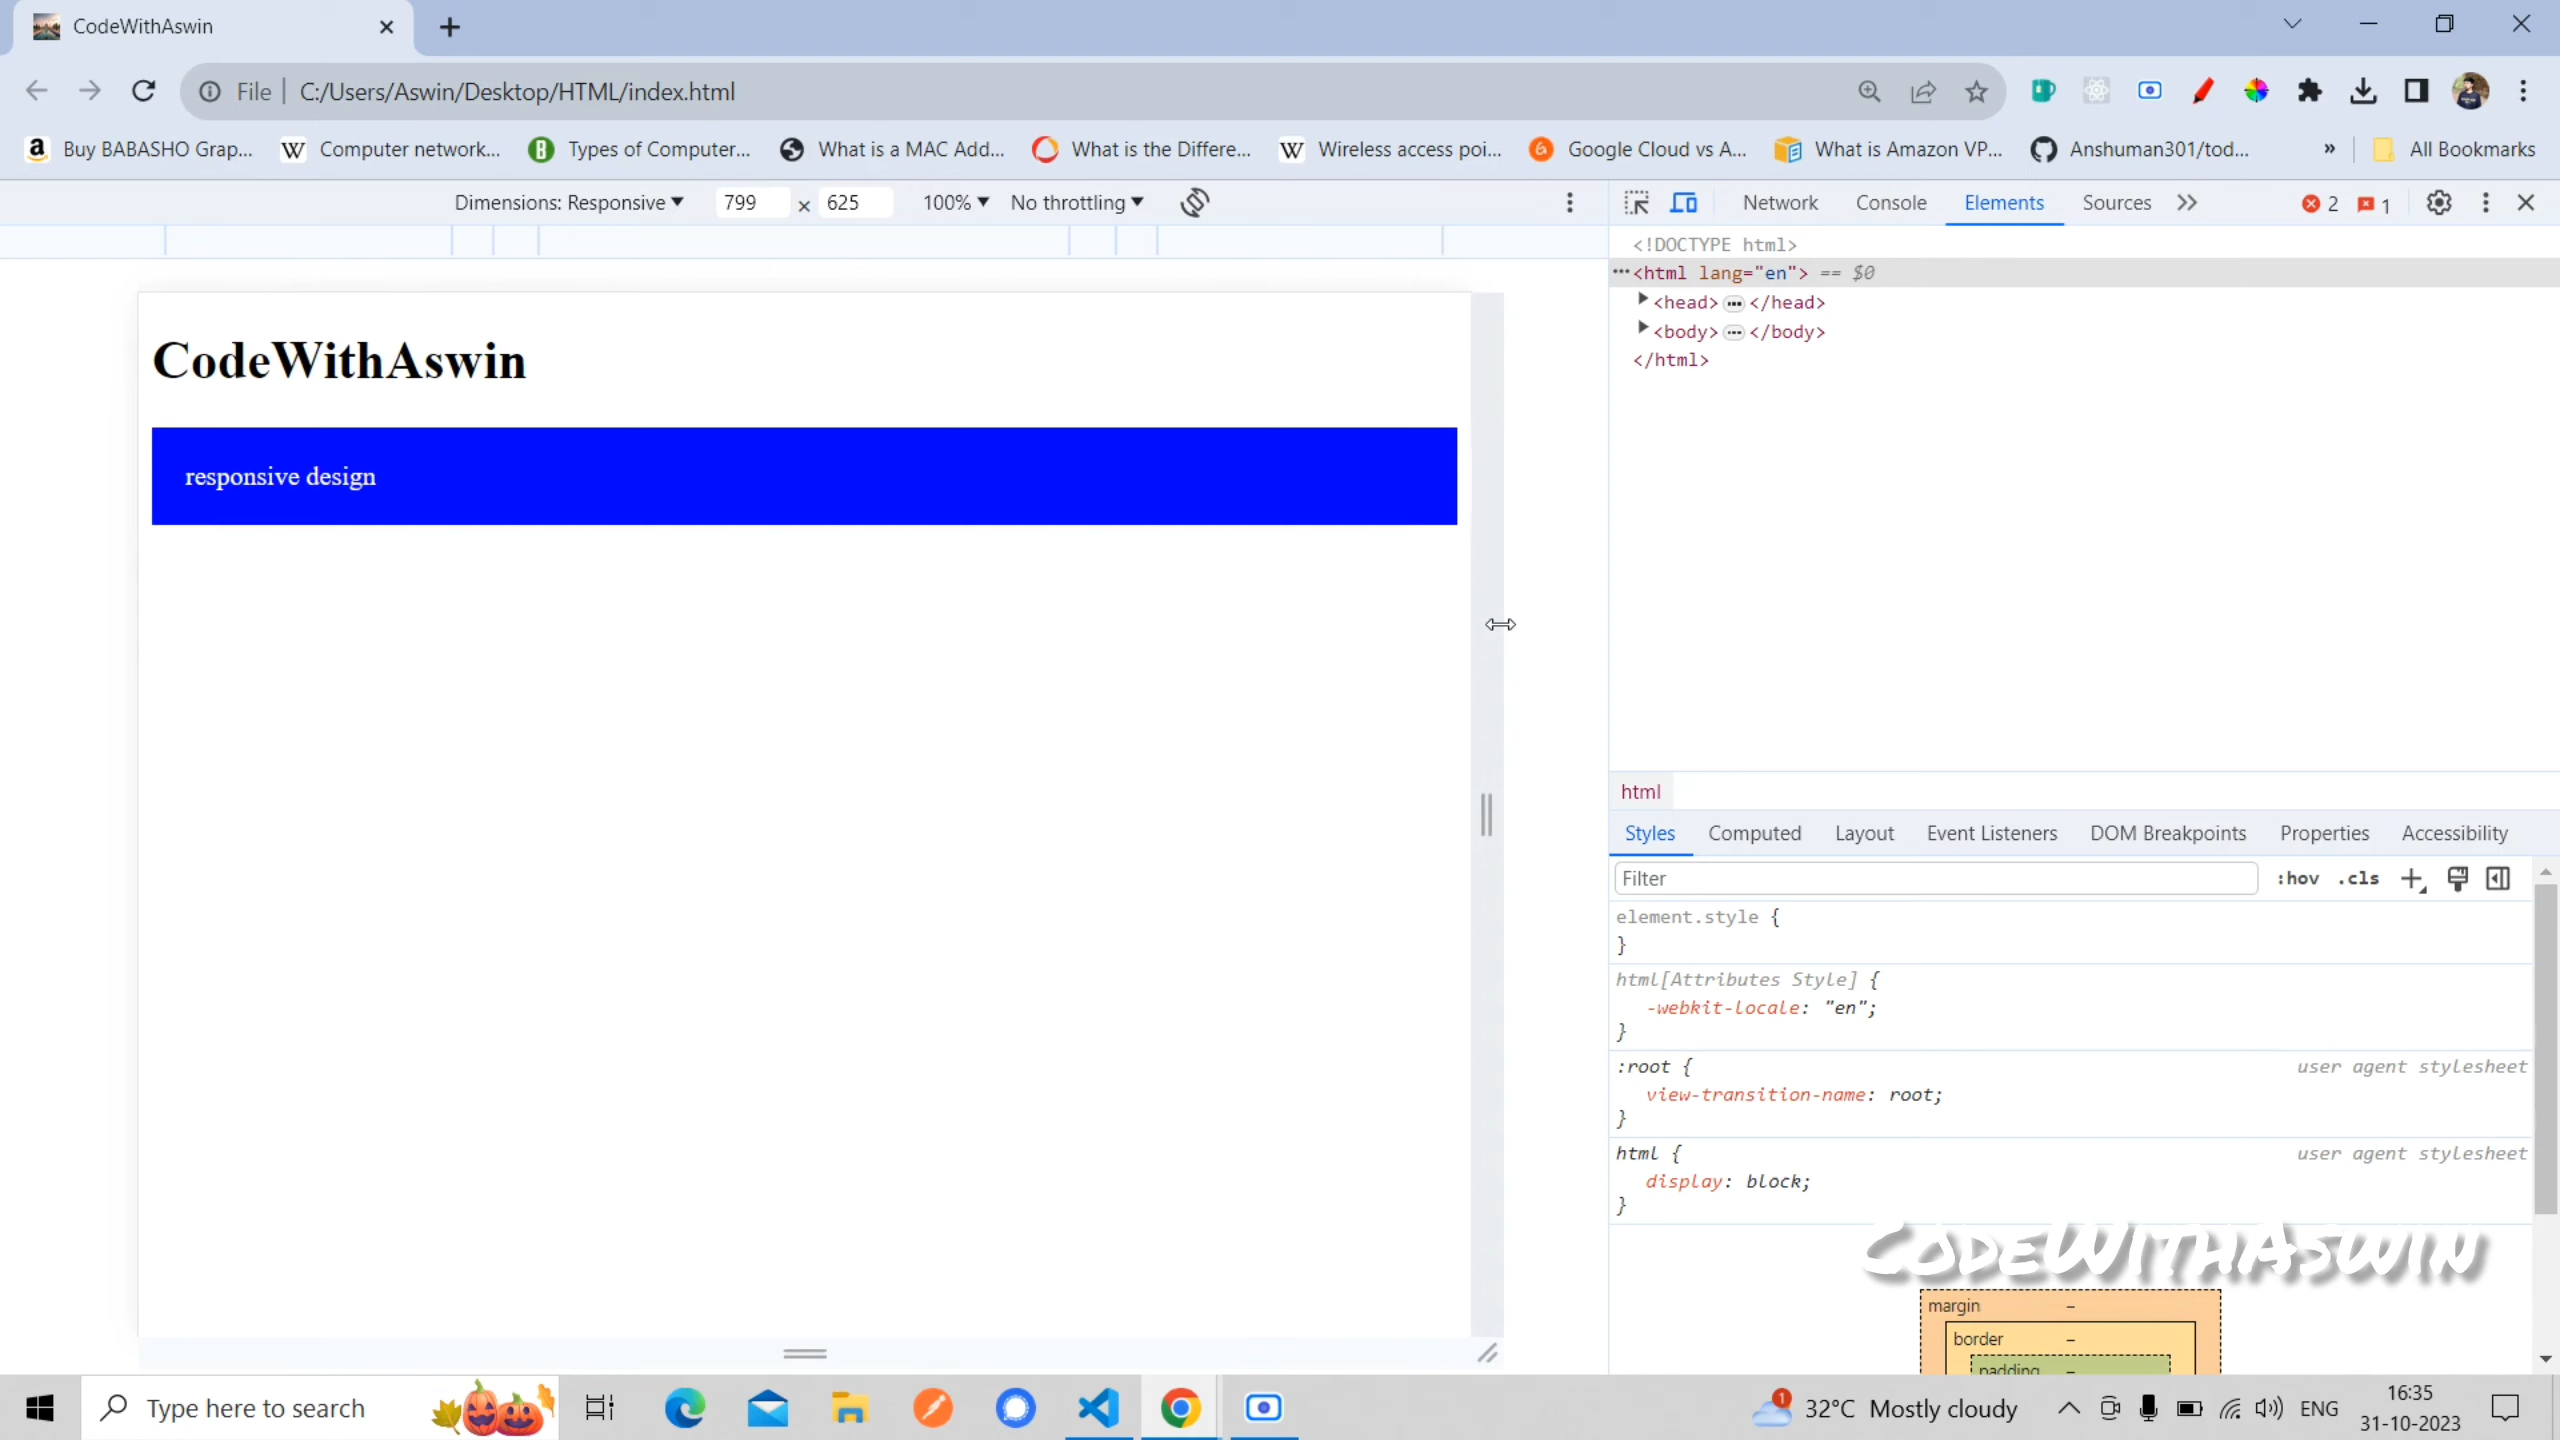 CodeWithAswin
File | C:/Users/Aswin/Desktop/HTML/index.html
Buy BABASHO Grap... Computer network... Types of Computer... What is a MAC Add... What is the Differe... Wireless access poi... Google Cloud vs A... What is Amazon VP... Anshuman301/tod... » All Bookmarks
Dimensions: Responsive 799 × 625 100% No throttling
Network Console Elements Sources 2 1
<!DOCTYPE html>
<html lang="en"> == $0
<head> ... </head>
<body> ... </body>
</html>
CodeWithAswin
responsive design
html
Styles Computed Layout Event Listeners DOM Breakpoints Properties Accessibility
Filter :hov .cls
element.style {
}
html[Attributes Style] {
-webkit-locale: "en";
}
:root { user agent stylesheet
view-transition-name: root;
}
html { user agent stylesheet
display: block;
}
CodeWithAswin
margin –
border –
padding –
Type here to search 1 32°C Mostly cloudy ENG 16:35
31-10-2023